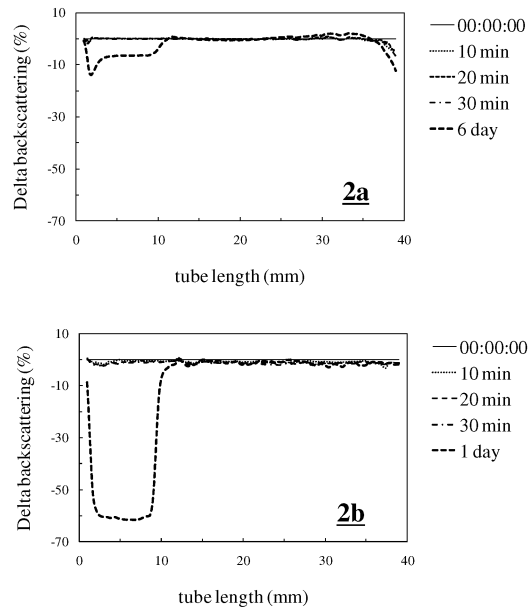 10
-10
-30
-50
-70
Delta backscattering (%)
0
10
20
30
40
tube length (mm)
2a
00:00:00
10 min
20 min
30 min
6 day
10
-10
-30
-50
-70
Delta backscattering (%)
0
10
20
30
40
tube length (mm)
2b
00:00:00
10 min
20 min
30 min
1 day